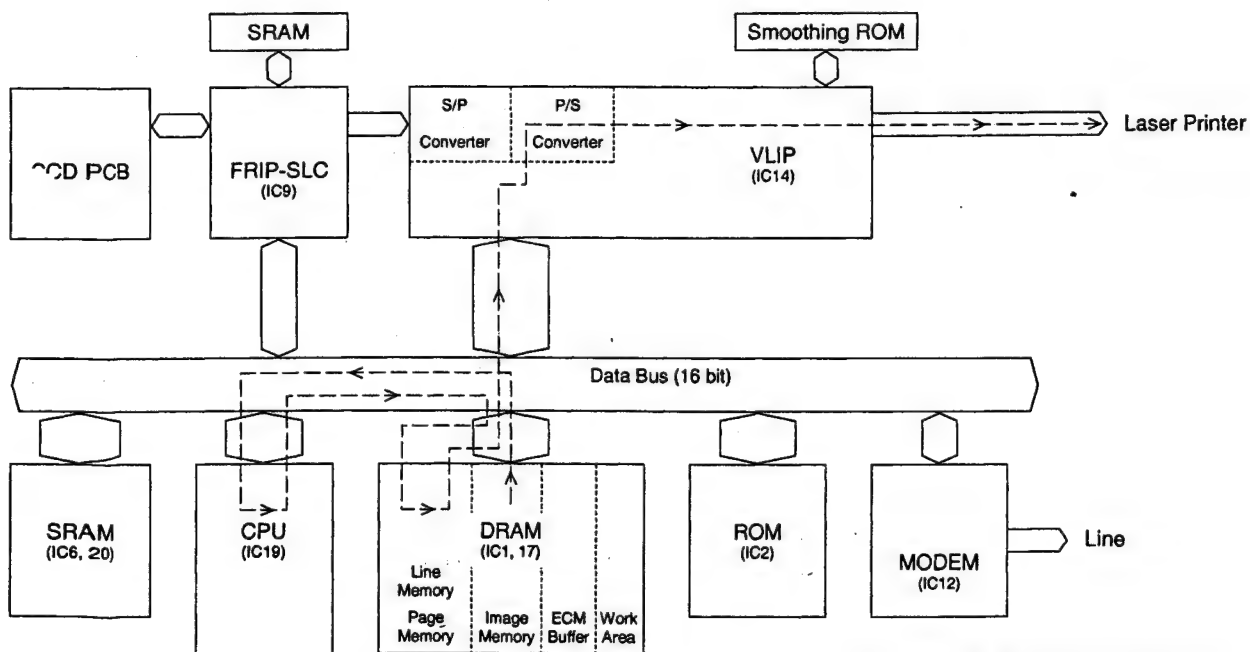 SRAM
Smoothing ROM
CCD PCB
FRIP-SLC
(IC9)
S/P
Converter
P/S
Converter
VLIP
(IC14)
Laser Printer
Data Bus (16 bit)
SRAM
(IC6, 20)
CPU
(IC19)
DRAM
(IC1, 17)
Line
Memory
Page
Memory
Image
Memory
ECM
Buffer
Work
Area
ROM
(IC2)
MODEM
(IC12)
Line